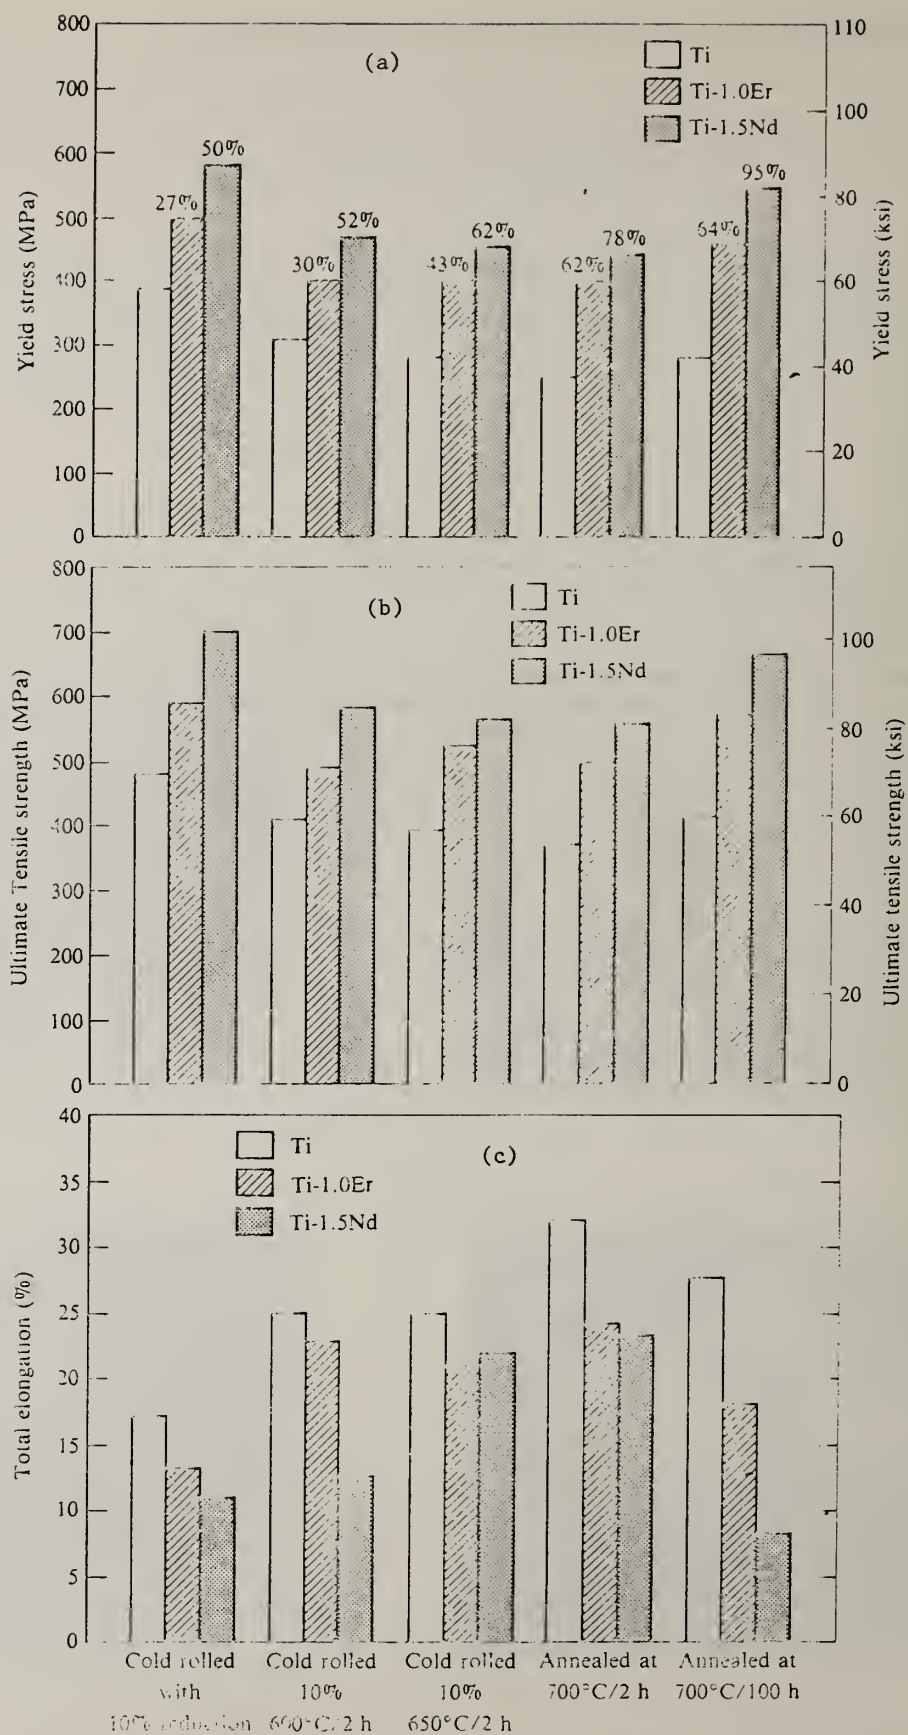 800
700
600
500
400
300
200
100
0
Yield stress (MPa)
(a)
Ti
Ti-1.0Er
Ti-1.5Nd
27% 50%
30% 52%
43% 62%
62% 78%
64% 95%
110
100
82
60
40
20
0
Yield stress (ksi)
800
700
600
500
400
300
200
100
0
Ultimate Tensile strength (MPa)
(b)
Ti
Ti-1.0Er
Ti-1.5Nd
100
80
60
40
20
0
Ultimate tensile strength (ksi)
40
35
30
25
20
15
10
5
0
Total elongation (%)
Ti
Ti-1.0Er
Ti-1.5Nd
(c)
Cold rolled
with
10% reduction
Cold rolled
10%
600°C/2 h
Cold rolled
10%
650°C/2 h
Annealed at
700°C/2 h
Annealed at
700°C/100 h